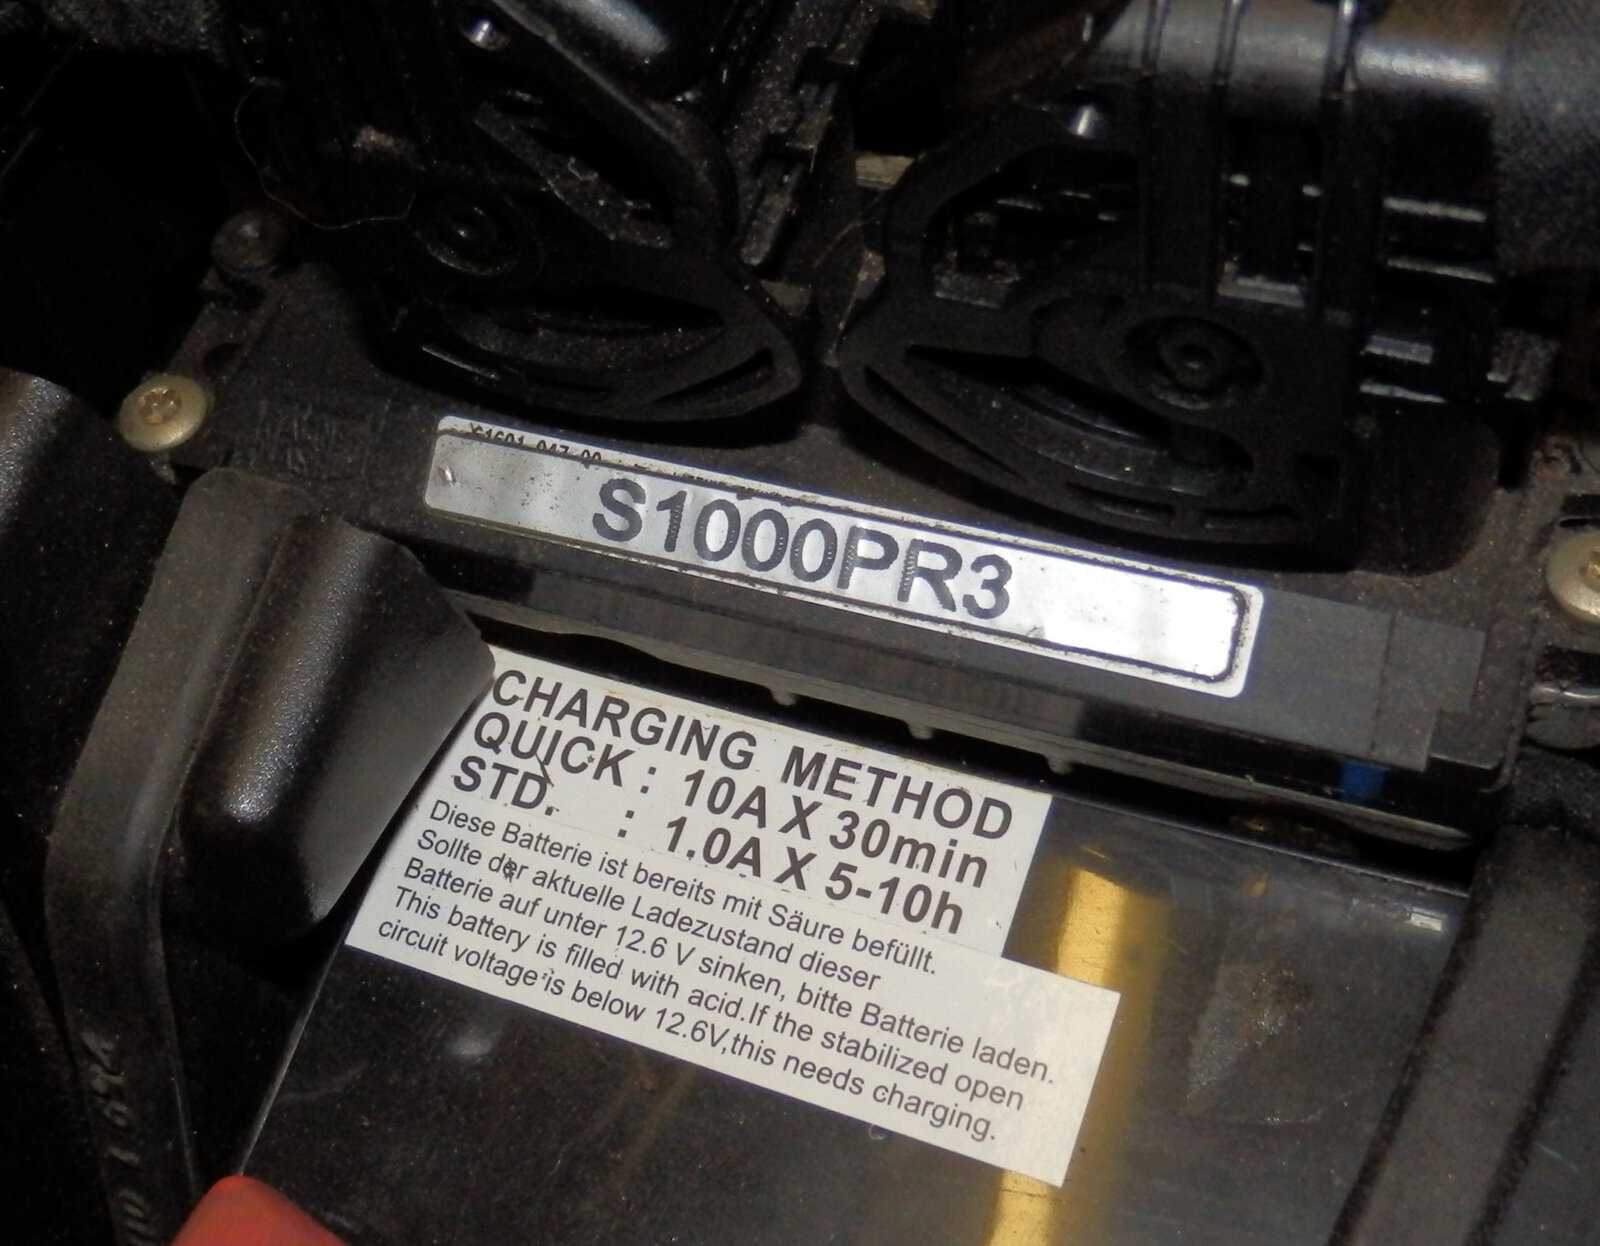 S1000PR3
CHARGING METHOD
QUICK : 10A X 30min
STD. : 1.0A X 5-10h
Diese Batterie ist bereits mit Säure befüllt.
Sollte der aktuelle Ladezustand dieser
Batterie auf unter 12.6 V sinken, bitte Batterie laden.
This battery is filled with acid.If the stabilized open
circuit voltage is below 12.6V,this needs charging.